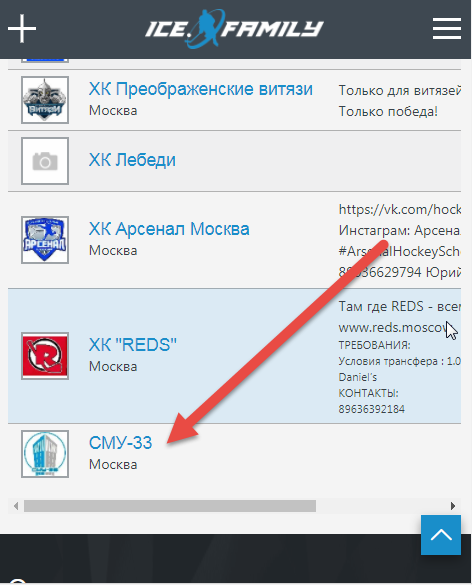 ICE.FAMILY
ХК Преображенские витязи
Москва
Только для витязей
Только победа!
ХК Лебеди
ХК Арсенал Москва
Москва
https://vk.com/hock
Инстаграм: Арсена
#ArsenalHockeySch
89636629794 Юрий
ХК "REDS"
Москва
Там где REDS - всем
www.reds.moscow
ТРЕБОВАНИЯ:
Условия трансфера : 1.0
Daniel's
КОНТАКТЫ:
89636392184
СМУ-33
Москва